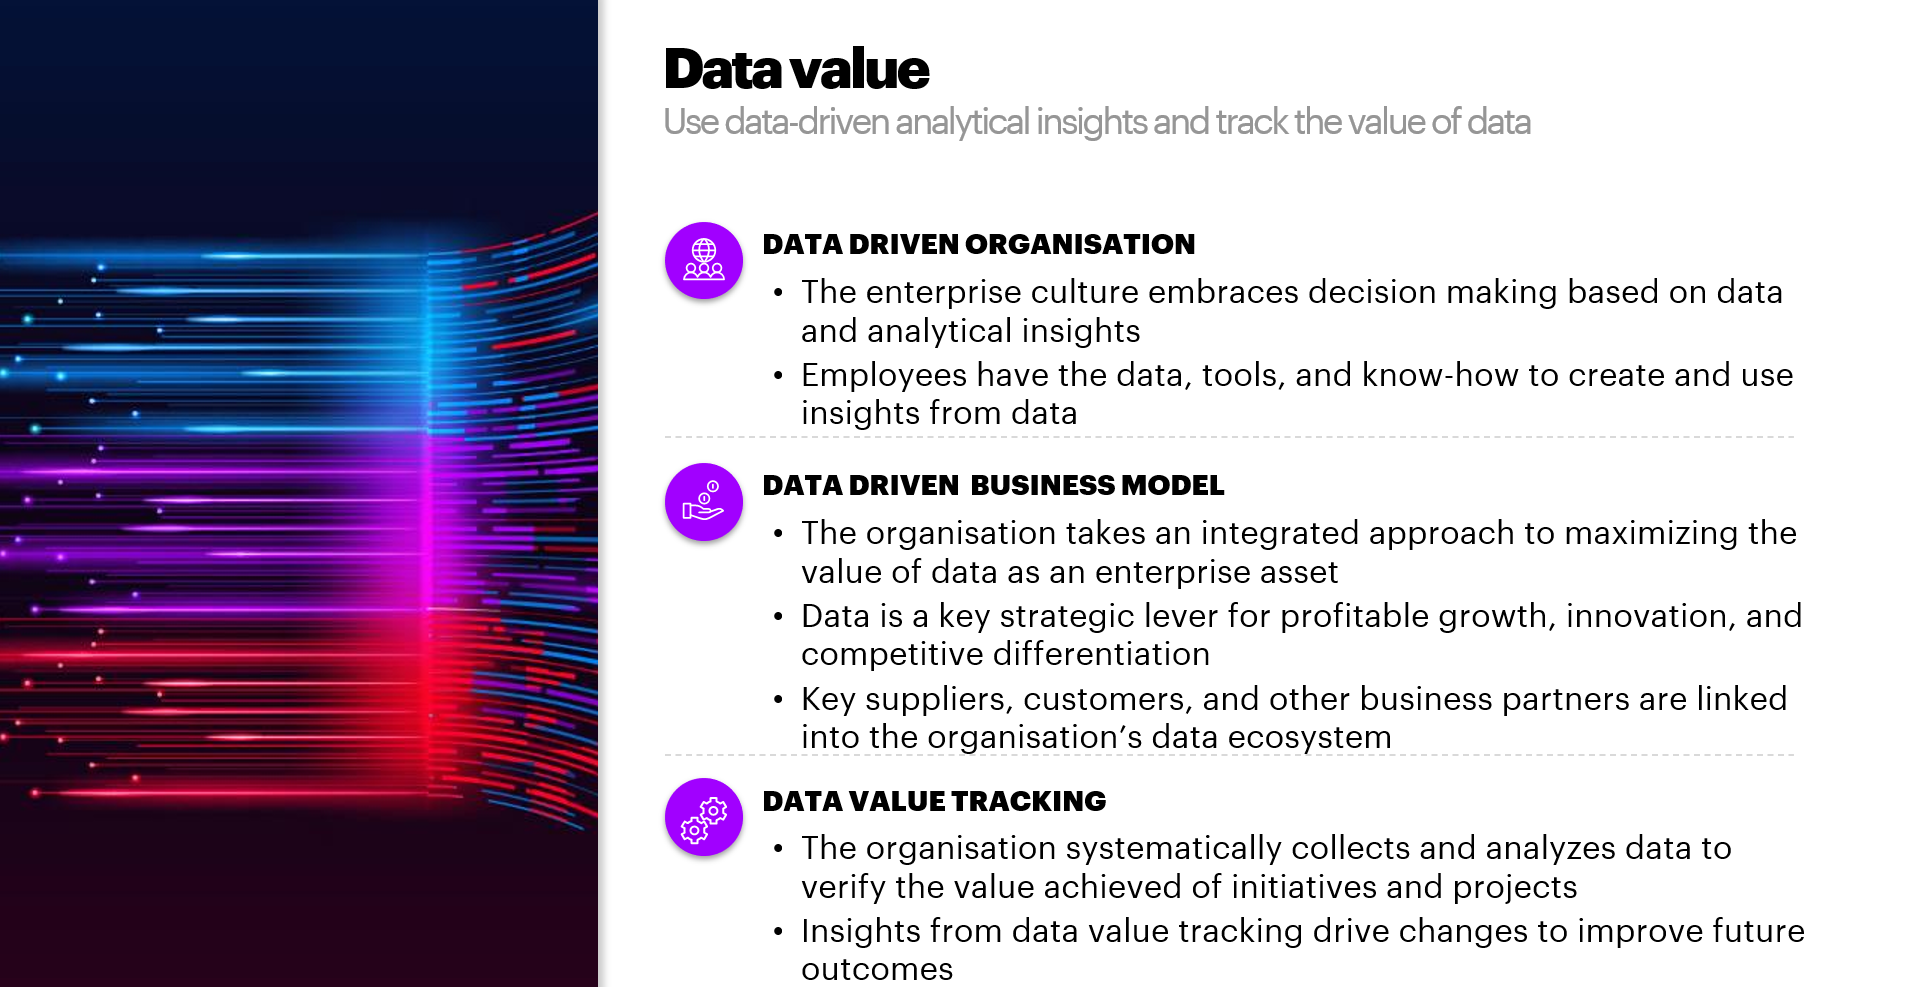 Data value
Use data-driven analytical insights and track the value of data
DATA DRIVEN ORGANISATION
• The enterprise culture embraces decision making based on data
and analytical insights
• Employees have the data, tools, and know-how to create and use
insights from data
DATA DRIVEN  BUSINESS MODEL
• The organisation takes an integrated approach to maximizing the
value of data as an enterprise asset
• Data is a key strategic lever for profitable growth, innovation, and
competitive differentiation
• Key suppliers, customers, and other business partners are linked
into the organisation’s data ecosystem
DATA VALUE TRACKING
• The organisation systematically collects and analyzes data to
verify the value achieved of initiatives and projects
• Insights from data value tracking drive changes to improve future
outcomes